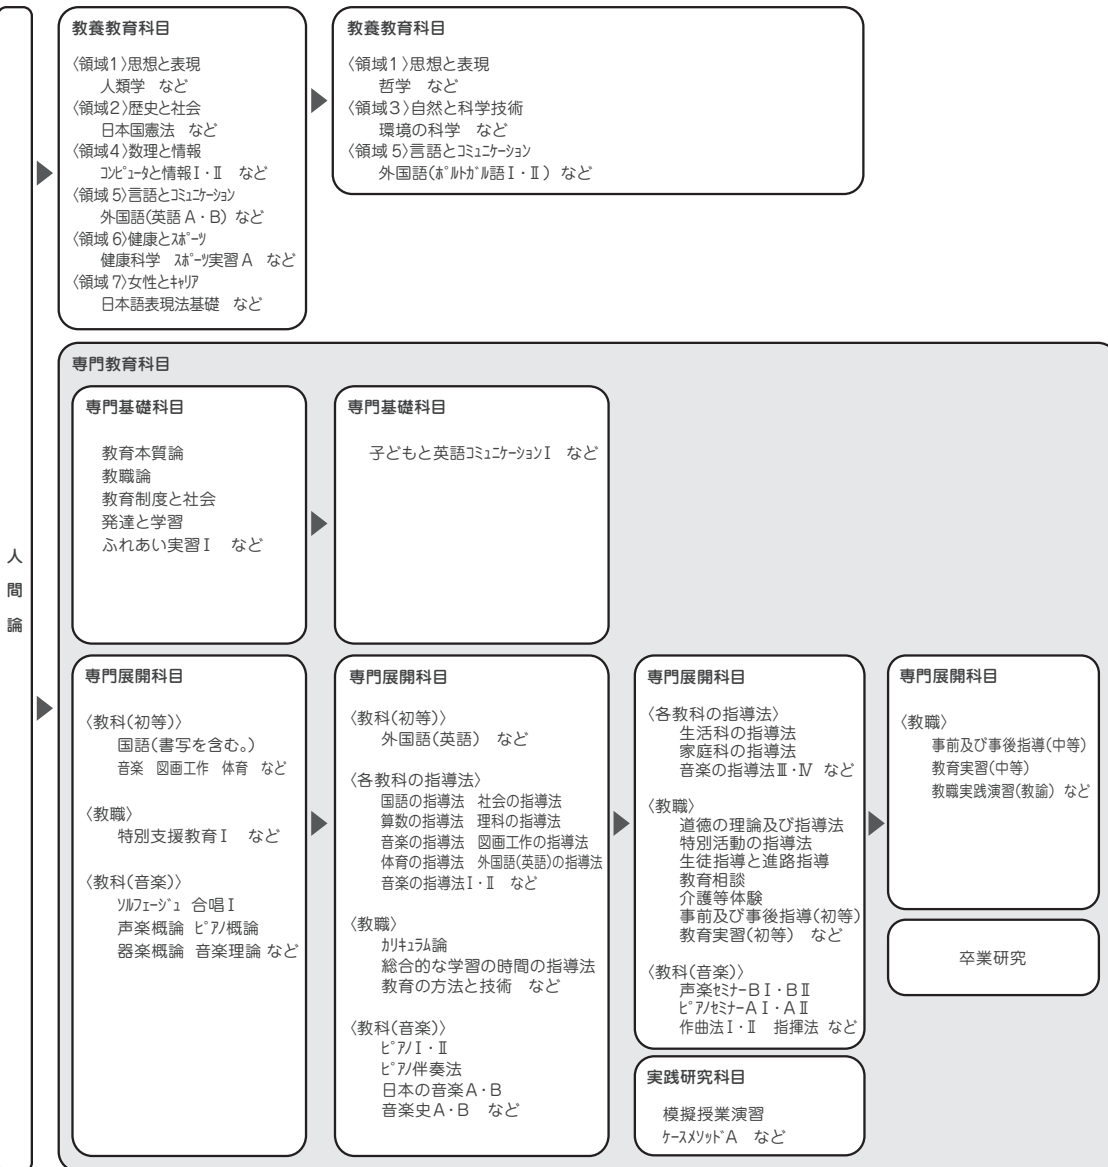 人間論
教養教育科目
〈領域1〉思想と表現
人類学 など
〈領域2〉歴史と社会
日本国憲法 など
〈領域4〉数理と情報
コンピュータと情報Ⅰ・Ⅱ など
〈領域5〉言語とコミュニケーション
外国語(英語A・B) など
〈領域6〉健康とスポーツ
健康科学 スポーツ実習A など
〈領域7〉女性とキャリア
日本語表現法基礎 など
教養教育科目
〈領域1〉思想と表現
哲学 など
〈領域3〉自然と科学技術
環境の科学 など
〈領域5〉言語とコミュニケーション
外国語(ポルトガル語Ⅰ・Ⅱ) など
専門教育科目
専門基礎科目
教育本質論
教職論
教育制度と社会
発達と学習
ふれあい実習Ⅰ など
専門基礎科目
子どもと英語コミュニケーションⅠ など
専門展開科目
〈教科(初等)〉
国語(書写を含む。)
音楽 図画工作 体育 など
〈教職〉
特別支援教育Ⅰ など
〈教科(音楽)〉
ソルフェージュ 合唱Ⅰ
声楽概論 ピアノ概論
器楽概論 音楽理論 など
専門展開科目
〈教科(初等)〉
外国語(英語) など
〈各教科の指導法〉
国語の指導法 社会の指導法
算数の指導法 理科の指導法
音楽の指導法 図画工作の指導法
体育の指導法 外国語(英語)の指導法
音楽の指導法Ⅰ・Ⅱ など
〈教職〉
カリキュラム論
総合的な学習の時間の指導法
教育の方法と技術 など
〈教科(音楽)〉
ピアノⅠ・Ⅱ
ピアノ伴奏法
日本の音楽A・B
音楽史A・B など
専門展開科目
〈各教科の指導法〉
生活科の指導法
家庭科の指導法
音楽の指導法Ⅲ・Ⅳ など
〈教職〉
道徳の理論及び指導法
特別活動の指導法
生徒指導と進路指導
教育相談
介護等体験
事前及び事後指導(初等)
教育実習(初等) など
〈教科(音楽)〉
声楽セミナーBⅠ・BⅡ
ピアノセミナーAⅠ・AⅡ
作曲法Ⅰ・Ⅱ 指揮法 など
実践研究科目
模擬授業演習
ケースメソッドA など
専門展開科目
〈教職〉
事前及び事後指導(中等)
教育実習(中等)
教職実践演習(教諭) など
卒業研究